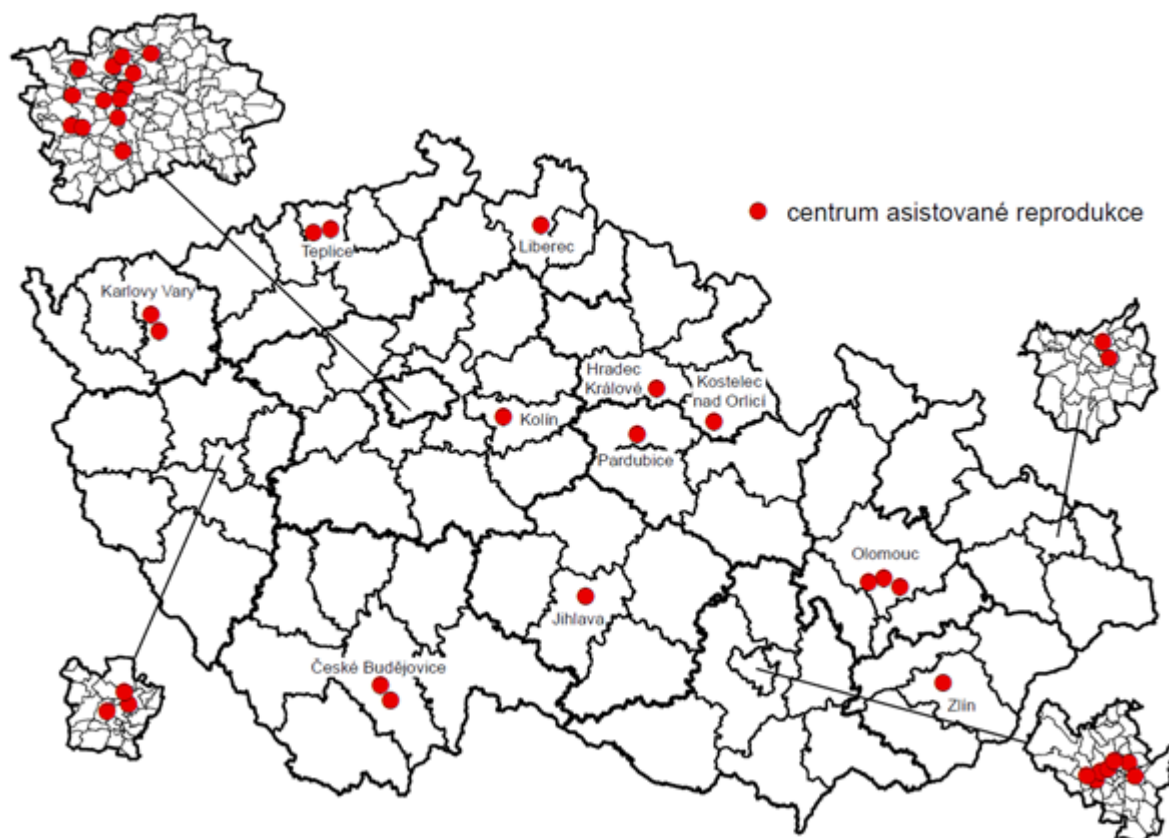 centrum asistované reprodukce
Teplice
Liberec
Karlovy Vary
Hradec
Králové
Kostelec
nad Orlicí
Kolín
Pardubice
Olomouc
Jihlava
České Budějovice
Zlín